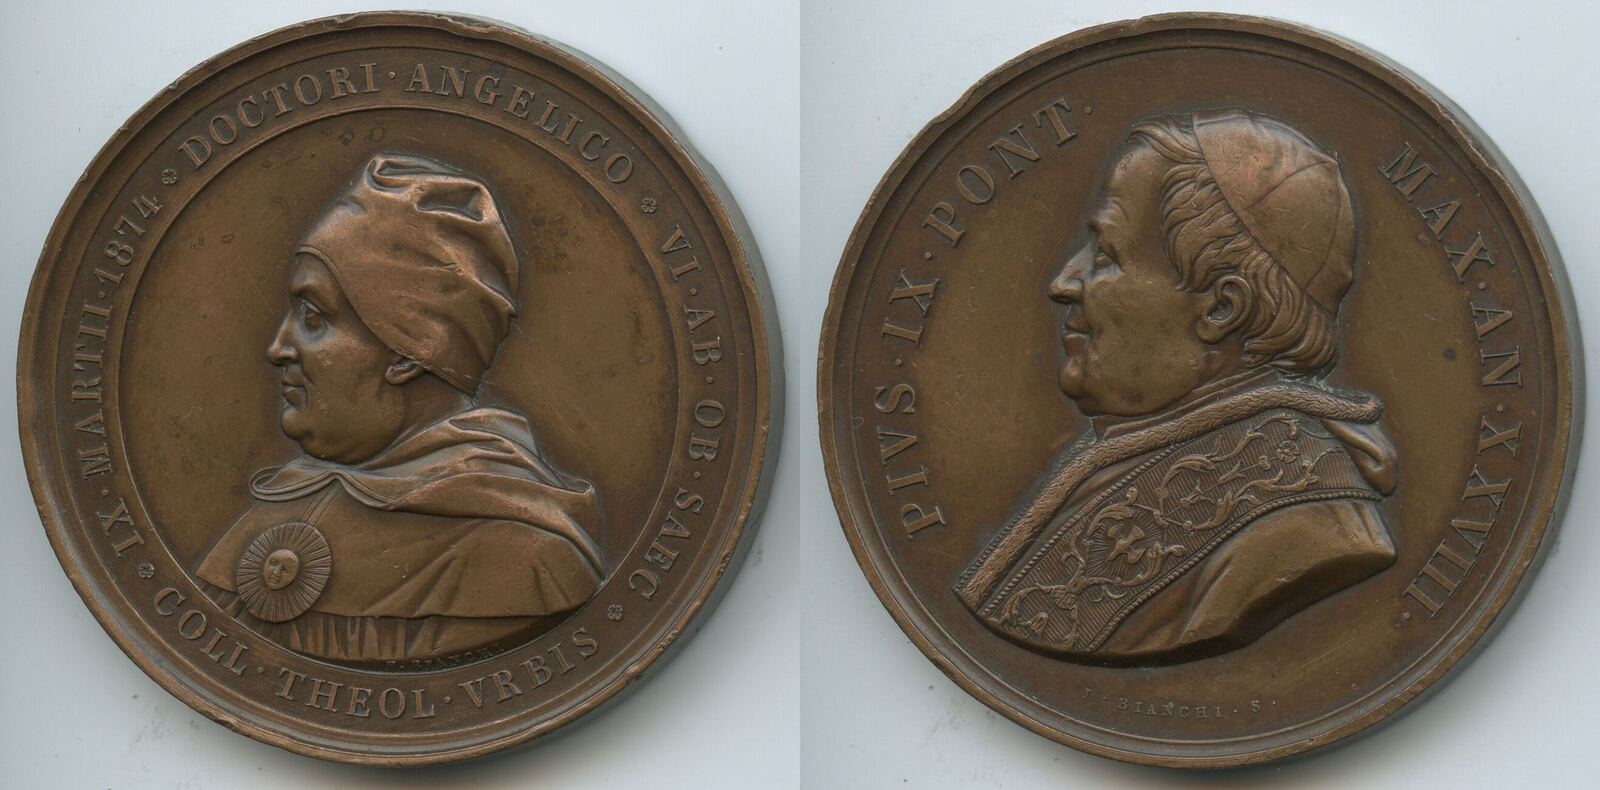 DOCTORI · ANGELICO · VI · AB · OB · SAEC
COLL · THEOL · VRBIS
IX · MARTII · 1874
F. BIANCHI
PIVS · IX · PONT · MAX · AN · XXVIII ·
I · BIANCHI · S ·